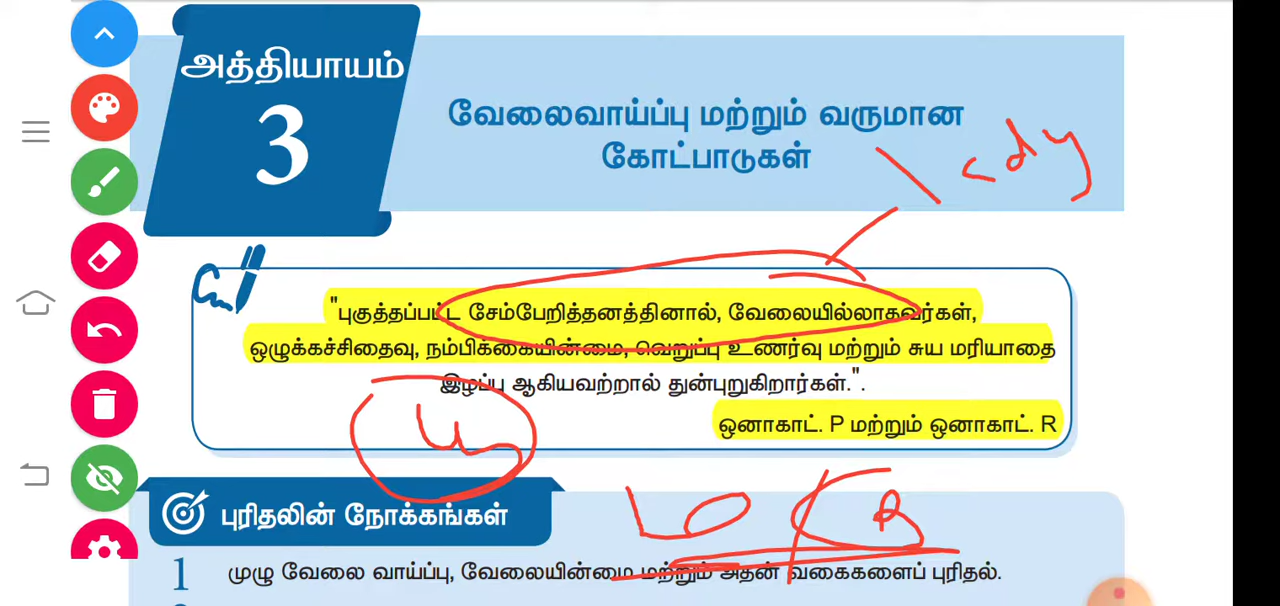 அத்தியாயம்
3
வேலைவாய்ப்பு மற்றும் வருமான
கோட்பாடுகள்
"புகுத்தப்பட்ட சேம்பேறித்தனத்தினால், வேலையில்லாதவர்கள்,
ஒழுக்கச்சிதைவு, நம்பிக்கையின்மை, வெறுப்பு உணர்வு மற்றும் சுய மரியாதை
இழப்பு ஆகியவற்றால் துன்புறுகிறார்கள்.".
ஒனாகாட். P மற்றும் ஒனாகாட். R
புரிதலின் நோக்கங்கள்
1 முழு வேலை வாய்ப்பு, வேலையின்மை மற்றும் அதன் வகைகளைப் புரிதல்.